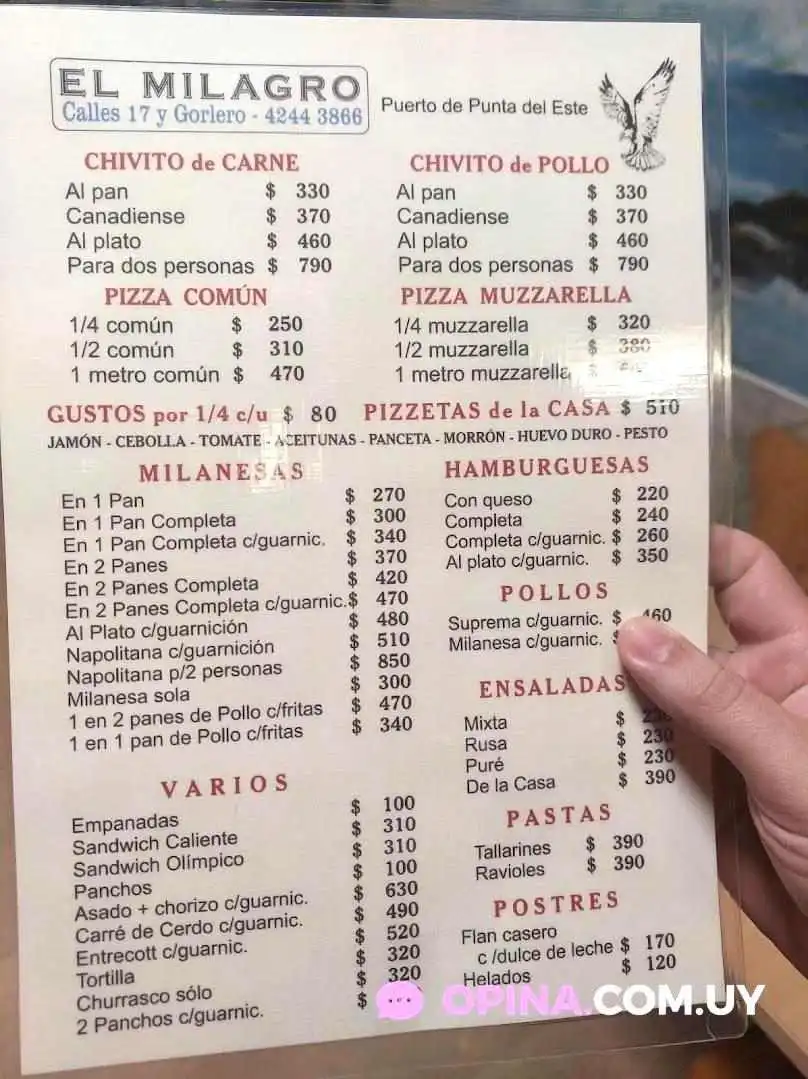 EL MILAGRO
Calles 17 y Gorlero - 4244 3866
Puerto de Punta del Este
CHIVITO de CARNE
Al pan $ 330
Canadiense $ 370
Al plato $ 460
Para dos personas $ 790
CHIVITO de POLLO
Al pan $ 330
Canadiense $ 370
Al plato $ 460
Para dos personas $ 790
PIZZA COMÚN
1/4 común $ 250
1/2 común $ 310
1 metro común $ 470
PIZZA MUZZARELLA
1/4 muzzarella $ 320
1/2 muzzarella $ 380
1 metro muzzarella $
GUSTOS por 1/4 c/u $ 80
PIZZETAS de la CASA $ 510
JAMÓN - CEBOLLA - TOMATE - ACEITUNAS - PANCETA - MORRÓN - HUEVO DURO - PESTO
MILANESAS
En 1 Pan $ 270
En 1 Pan Completa $ 300
En 1 Pan Completa c/guarnic. $ 340
En 2 Panes $ 370
En 2 Panes Completa $ 420
En 2 Panes Completa c/guarnic. $ 470
Al Plato c/guarnición $ 480
Napolitana c/guarnición $ 510
Napolitana p/2 personas $ 850
Milanesa sola $ 300
1 en 2 panes de Pollo c/fritas $ 470
1 en 1 pan de Pollo c/fritas $ 340
VARIOS
Empanadas $ 100
Sandwich Caliente $ 310
Sandwich Olímpico $ 310
Panchos $ 100
Asado + chorizo c/guarnic. $ 630
Carré de Cerdo c/guarnic. $ 490
Entrecott c/guarnic. $ 520
Tortilla $ 320
Churrasco sólo $ 320
2 Panchos c/guarnic. $
HAMBURGUESAS
Con queso $ 220
Completa $ 240
Completa c/guarnic. $ 260
Al plato c/guarnic. $ 350
POLLOS
Suprema c/guarnic. $ 460
Milanesa c/guarnic. $
ENSALADAS
Mixta $ 230
Rusa $ 230
Puré $ 230
De la Casa $ 390
PASTAS
Tallarines $ 390
Ravioles $ 390
POSTRES
Flan casero
c /dulce de leche $ 170
Helados $ 120
OPINA.COM.UY